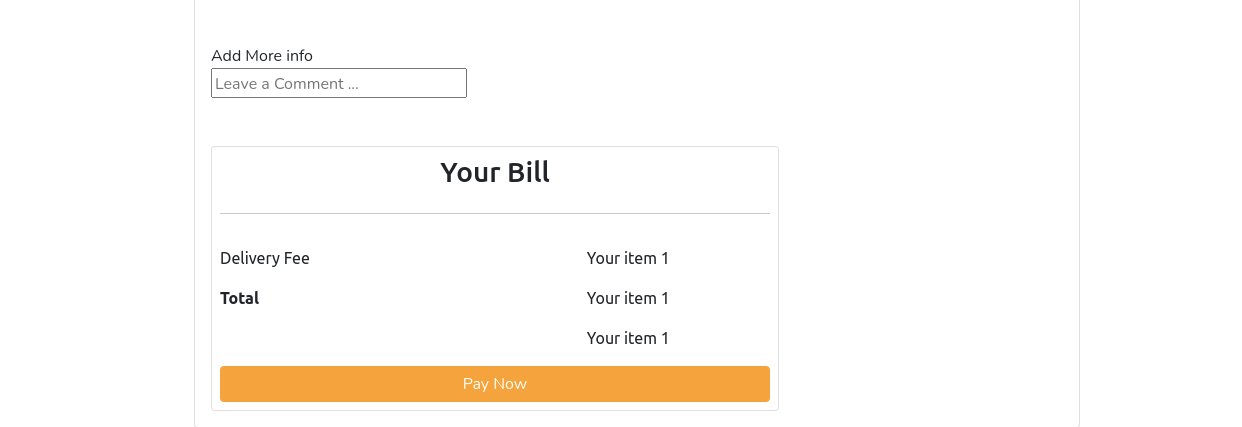 Add More info
Leave a Comment ...
Your Bill
Delivery Fee Your item 1
Total Your item 1
Your item 1
Pay Now